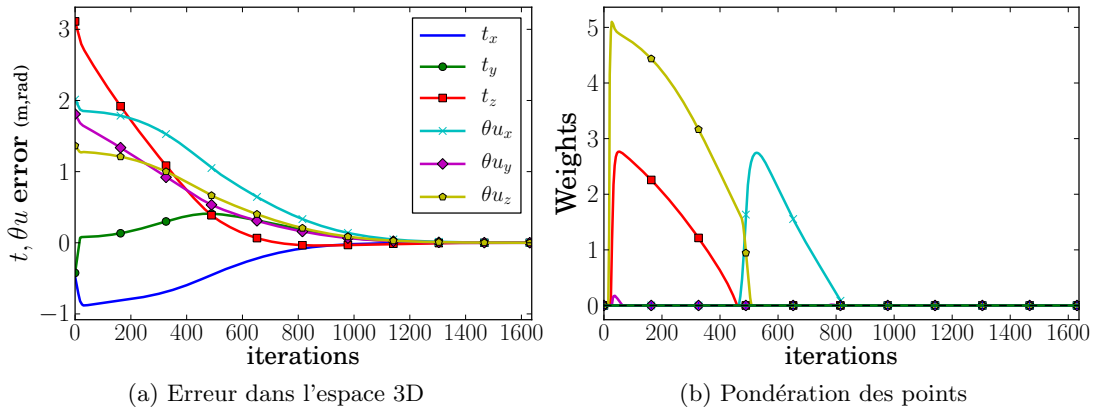 3
2
1
0
−1
t, θu error (m,rad)
t_x
t_y
t_z
θu_x
θu_y
θu_z
0 200 400 600 800 1000 1200 1400 1600
iterations
(a) Erreur dans l'espace 3D
5
4
3
2
1
0
Weights
0 200 400 600 800 1000 1200 1400 1600
iterations
(b) Pondération des points